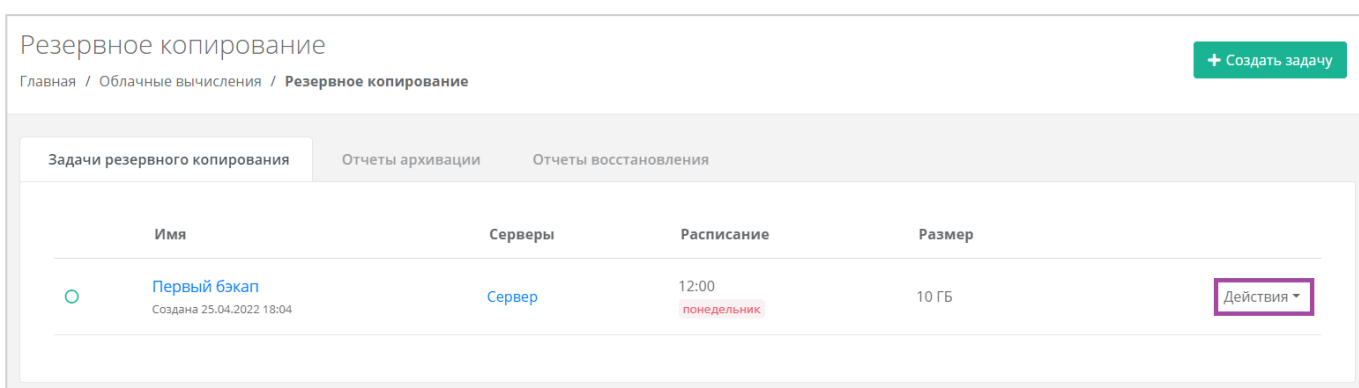 Резервное копирование
+ Создать задачу
Главная / Облачные вычисления / Резервное копирование
Задачи резервного копирования Отчеты архивации Отчеты восстановления
Имя Серверы Расписание Размер
Первый бэкап Сервер 12:00 10 ГБ Действия
Создана 25.04.2022 18:04 понедельник